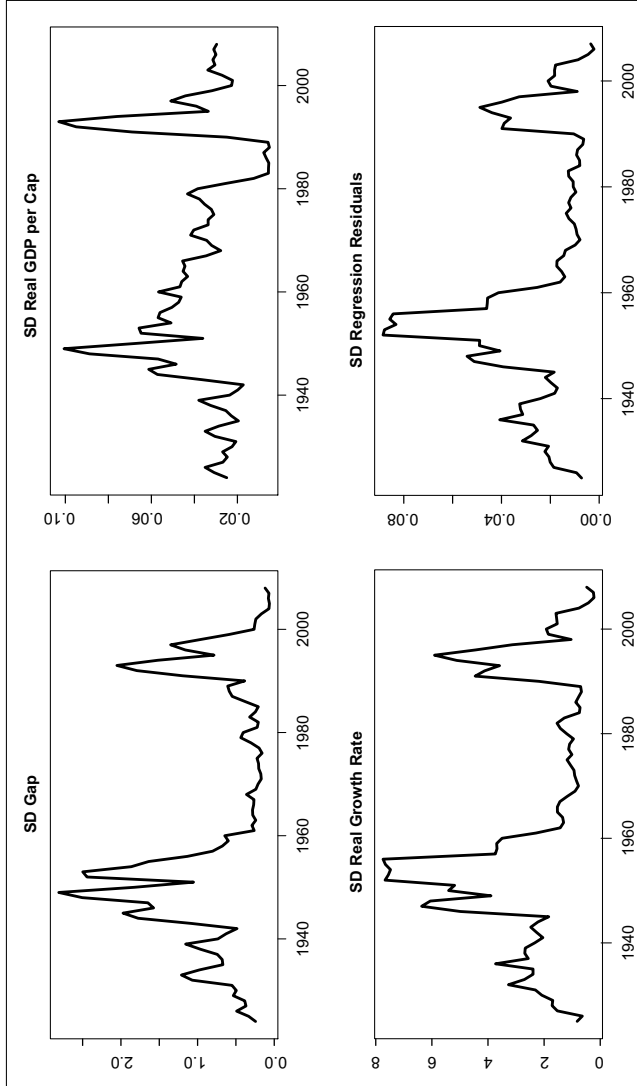 SD Gap
2.0
1.0
0.0
1940 1960 1980 2000
SD Real GDP per Cap
0.10
0.06
0.02
1940 1960 1980 2000
SD Real Growth Rate
8
6
4
2
0
1940 1960 1980 2000
SD Regression Residuals
0.08
0.04
0.00
1940 1960 1980 2000